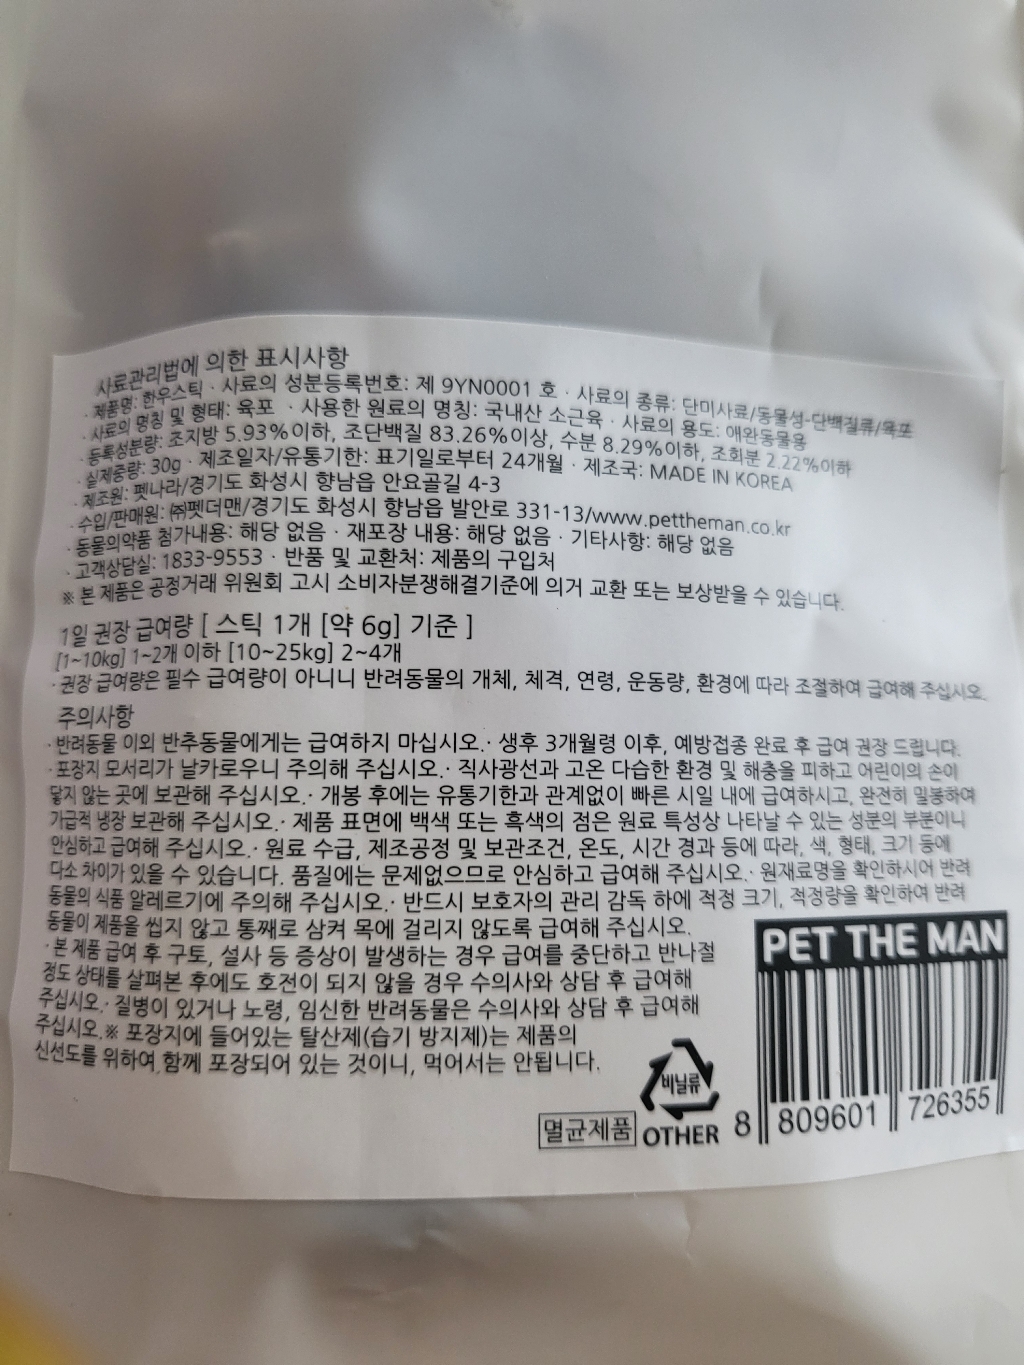 사료관리법에 의한 표시사항
· 제품명: 한우스틱 · 사료의 성분등록번호: 제 9YN0001 호 · 사료의 종류: 단미사료/동물성-단백질류/육포
· 사료의 명칭 및 형태: 육포 · 사용한 원료의 명칭: 국내산 소근육 · 사료의 용도: 애완동물용
· 등록성분량: 조지방 5.93%이하, 조단백질 83.26%이상, 수분 8.29%이하, 조회분 2.22%이하
· 실제중량: 30g · 제조일자/유통기한: 표기일로부터 24개월 · 제조국: MADE IN KOREA
· 제조원: 펫나라/경기도 화성시 향남읍 안요골길 4-3
· 수입/판매원: ㈜펫더맨/경기도 화성시 향남읍 발안로 331-13/www.pettheman.co.kr
· 동물의약품 첨가내용: 해당 없음 · 재포장 내용: 해당 없음 · 기타사항: 해당 없음
· 고객상담실: 1833-9553 · 반품 및 교환처: 제품의 구입처
※ 본 제품은 공정거래 위원회 고시 소비자분쟁해결기준에 의거 교환 또는 보상받을 수 있습니다.
1일 권장 급여량 [ 스틱 1개 [약 6g] 기준 ]
[1~10kg] 1~2개 이하 [10~25kg] 2~4개
· 권장 급여량은 필수 급여량이 아니니 반려동물의 개체, 체격, 연령, 운동량, 환경에 따라 조절하여 급여해 주십시오.
주의사항
· 반려동물 이외 반추동물에게는 급여하지 마십시오.· 생후 3개월령 이후, 예방접종 완료 후 급여 권장 드립니다.
· 포장지 모서리가 날카로우니 주의해 주십시오.· 직사광선과 고온 다습한 환경 및 해충을 피하고 어린이의 손이
닿지 않는 곳에 보관해 주십시오.· 개봉 후에는 유통기한과 관계없이 빠른 시일 내에 급여하시고, 완전히 밀봉하여
가급적 냉장 보관해 주십시오.· 제품 표면에 백색 또는 흑색의 점은 원료 특성상 나타날 수 있는 성분의 부분이니
안심하고 급여해 주십시오.· 원료 수급, 제조공정 및 보관조건, 온도, 시간 경과 등에 따라, 색, 형태, 크기 등에
다소 차이가 있을 수 있습니다. 품질에는 문제없으므로 안심하고 급여해 주십시오.· 원재료명을 확인하시어 반려
동물의 식품 알레르기에 주의해 주십시오.· 반드시 보호자의 관리 감독 하에 적정 크기, 적정량을 확인하여 반려
동물이 제품을 씹지 않고 통째로 삼켜 목에 걸리지 않도록 급여해 주십시오.
· 본 제품 급여 후 구토, 설사 등 증상이 발생하는 경우 급여를 중단하고 반나절
정도 상태를 살펴본 후에도 호전이 되지 않을 경우 수의사와 상담 후 급여해
주십시오.· 질병이 있거나 노령, 임신한 반려동물은 수의사와 상담 후 급여해
주십시오.※ 포장지에 들어있는 탈산제(습기 방지제)는 제품의
신선도를 위하여 함께 포장되어 있는 것이니, 먹어서는 안됩니다.
PET THE MAN
비닐류
OTHER
멸균제품
8 809601 726355